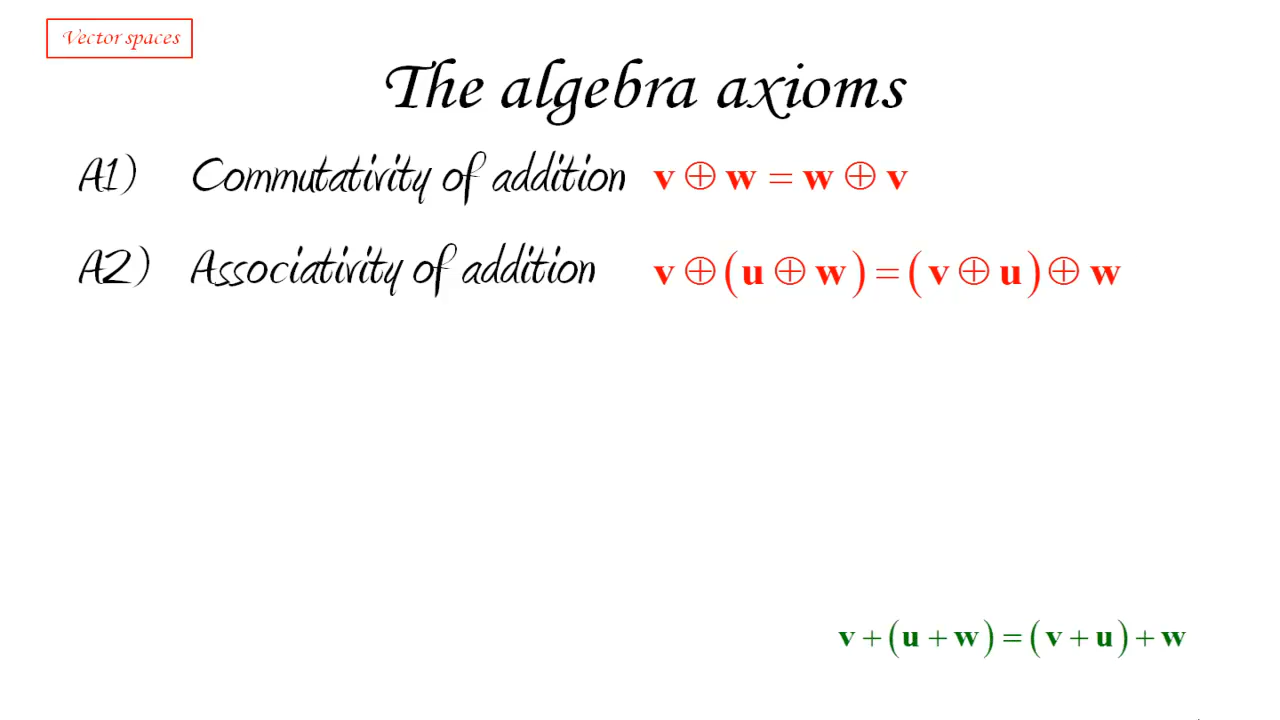 Vector spaces
The algebra axioms
A1) Commutativity of addition v ⊕ w = w ⊕ v
A2) Associativity of addition v ⊕ ( u ⊕ w ) = ( v ⊕ u ) ⊕ w
v + ( u + w ) = ( v + u ) + w